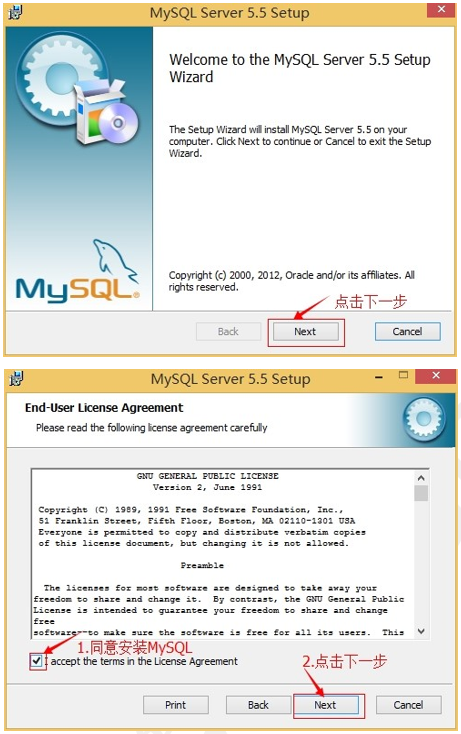 MySQL Server 5.5 Setup
Welcome to the MySQL Server 5.5 Setup
Wizard
The Setup Wizard will install MySQL Server 5.5 on your
computer. Click Next to continue or Cancel to exit the Setup
Wizard.
MySQL®
Copyright (c) 2000, 2012, Oracle and/or its affiliates. All
rights reserved.
点击下一步
Back
Next
Cancel
MySQL Server 5.5 Setup
End-User License Agreement
Please read the following license agreement carefully
GNU GENERAL PUBLIC LICENSE
Version 2, June 1991
Copyright (C) 1989, 1991 Free Software Foundation, Inc.,
51 Franklin Street, Fifth Floor, Boston, MA 02110-1301 USA
Everyone is permitted to copy and distribute verbatim copies
of this license document, but changing it is not allowed.
Preamble
The licenses for most software are designed to take away your
freedom to share and change it. By contrast, the GNU General Public
License is intended to guarantee your freedom to share and change
free
software--to make sure the software is free for all its users. This
1.同意安装MySQL
I accept the terms in the License Agreement
2.点击下一步
Print
Back
Next
Cancel